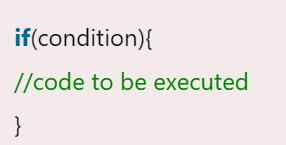 if(condition){
//code to be executed
}